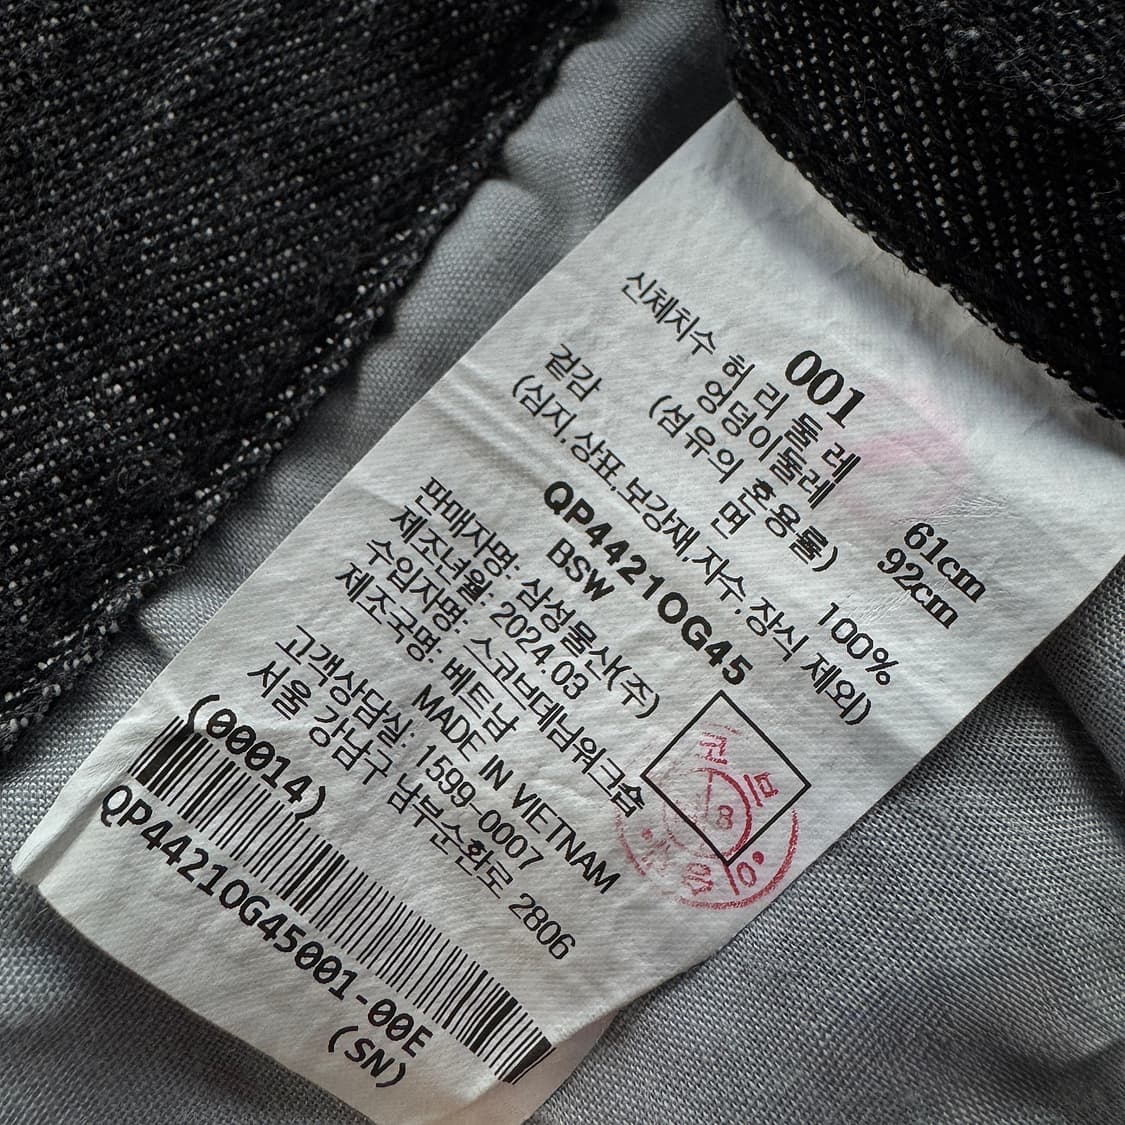 001
신체치수 허 리 둘 레 61cm
엉덩이둘레 92cm
(섬유의 혼용률)
겉감 면 100%
(심지.상표.보강재.자수.장식 제외)
QP4421OG45
BSW
판매자명: 삼성물산(주)
제조년월: 2024.03
수입자명: 스코브데님워크숍
제조국명: 베트남
MADE IN VIETNAM
고객상담실: 1599-0007
서울 강남구 남부순환로 2806
(00014)
QP4421OG45001-00E
(SN)